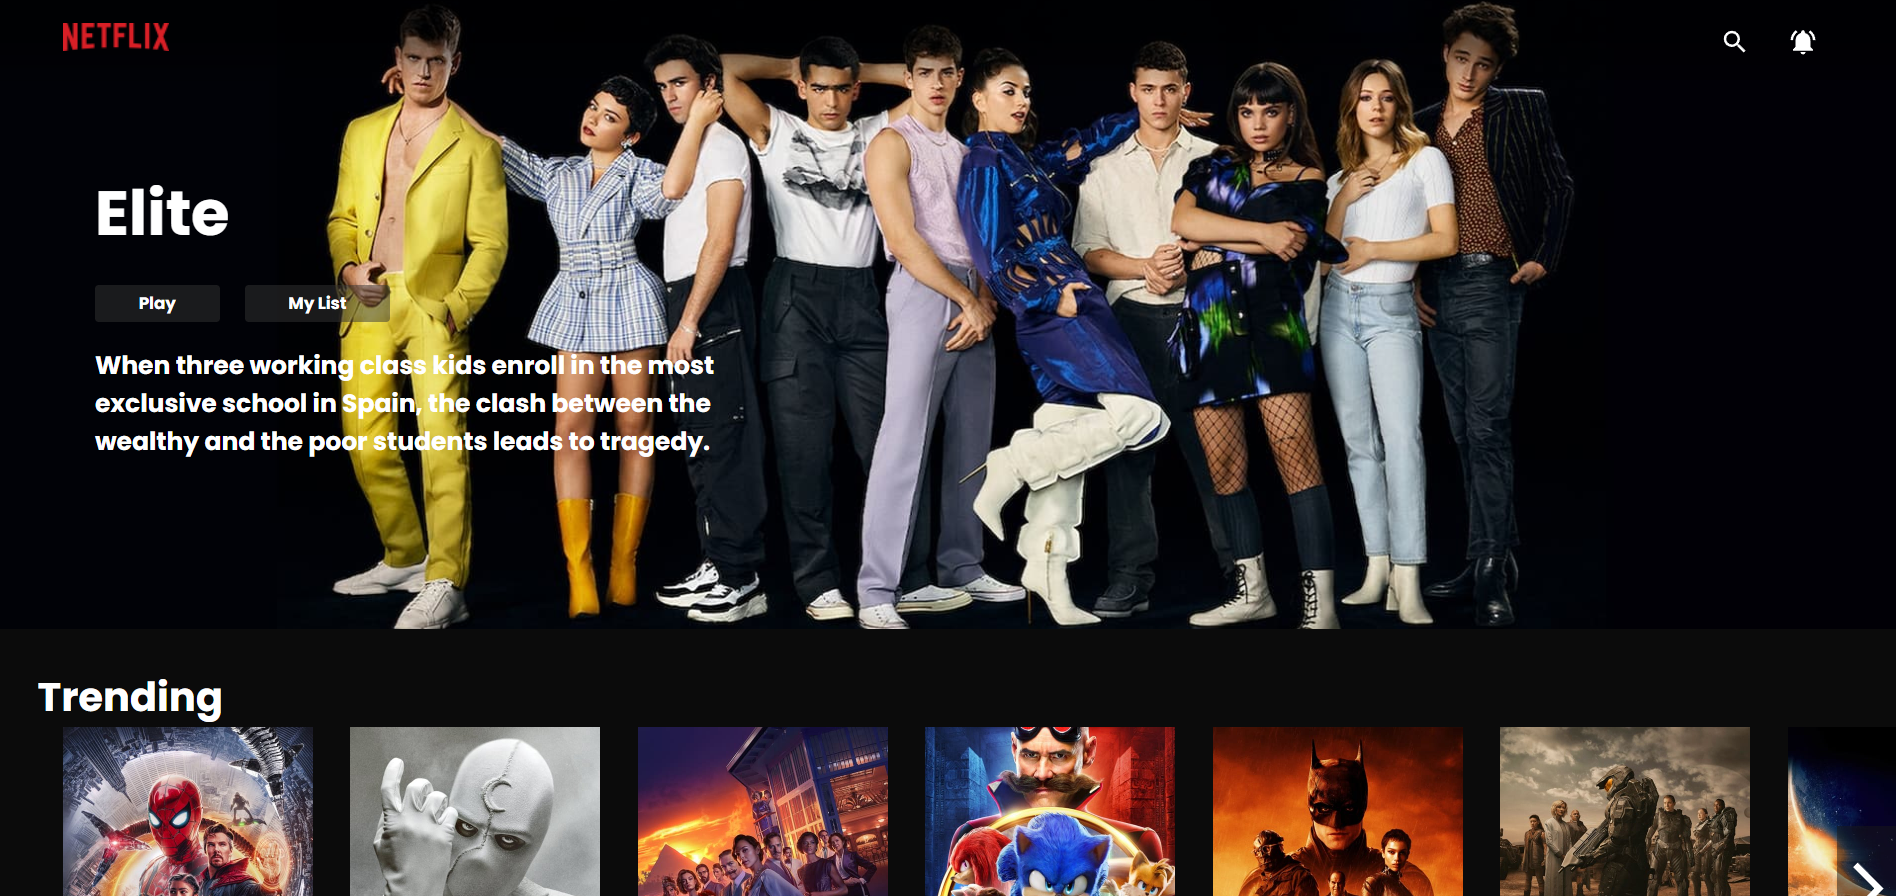 NETFLIX
Elite
Play
My List
When three working class kids enroll in the most
exclusive school in Spain, the clash between the
wealthy and the poor students leads to tragedy.
Trending